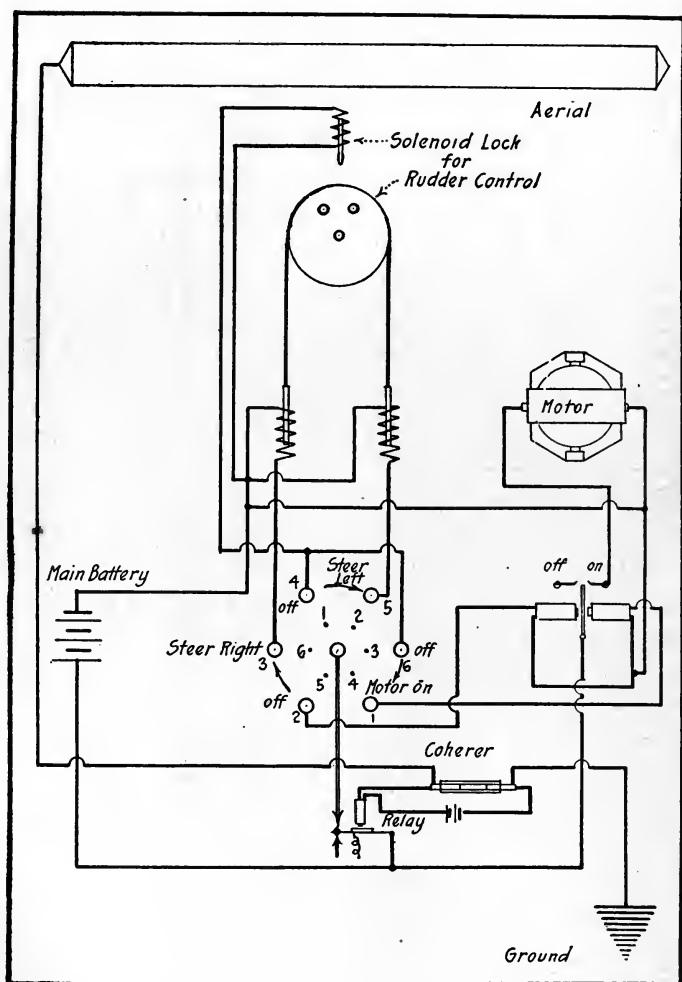 Aerial
Solenoid Lock
for
Rudder Control
Motor
off on
Main Battery
Steer
Left
4
off
5
1
2
Steer Right
3
6
3
off
6
5
4
Motor on
off
2
1
Coherer
Relay
Ground